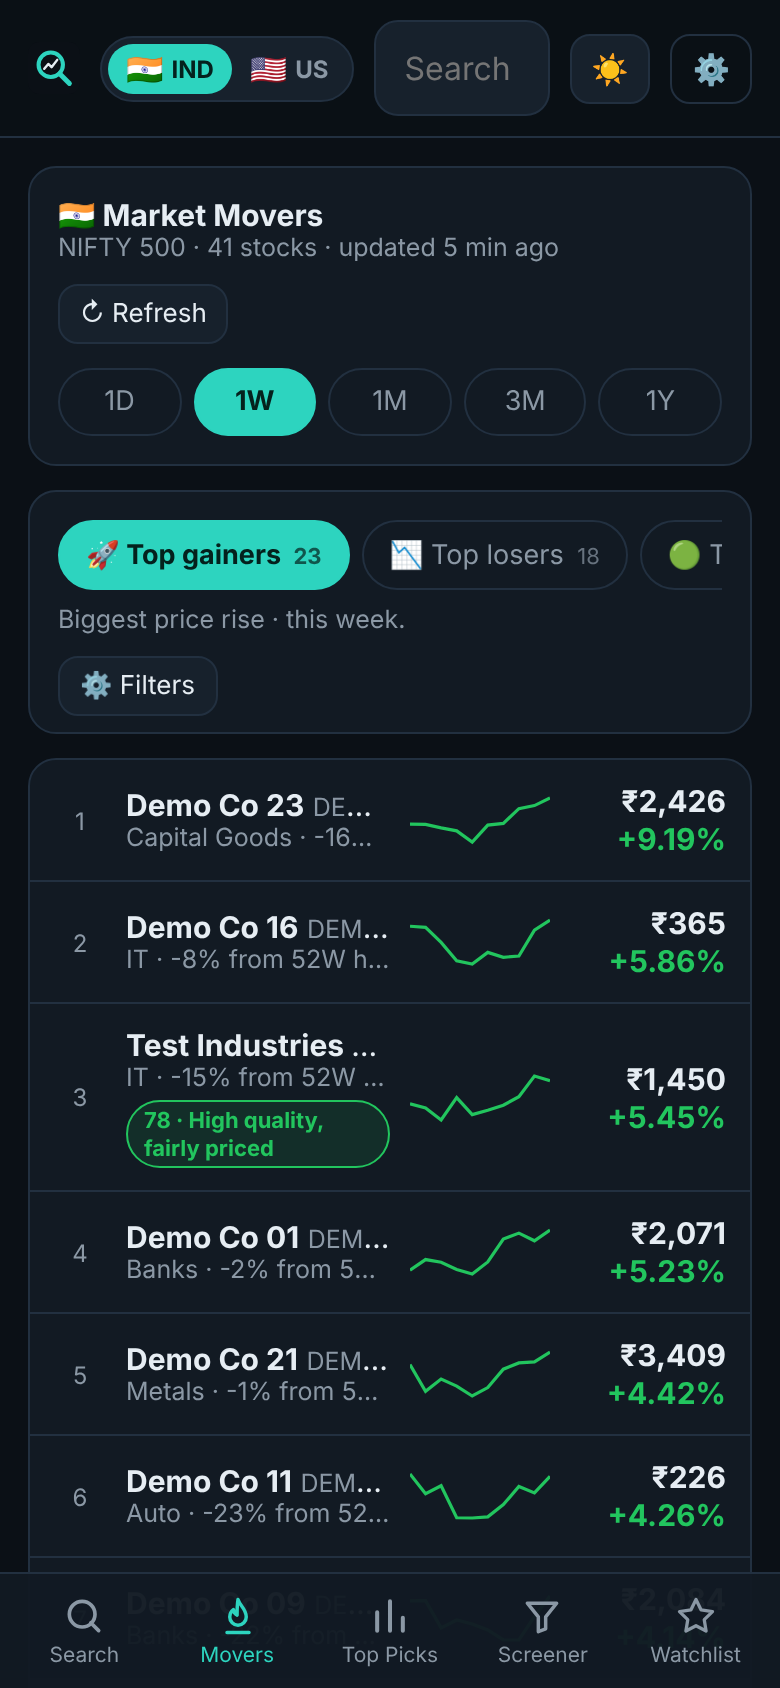 IND
US
Search
Market Movers
NIFTY 500 · 41 stocks · updated 5 min ago
Refresh
1D
1W
1M
3M
1Y
Top gainers 23
Top losers 18
T
Biggest price rise · this week.
Filters
1
Demo Co 23 DE...
Capital Goods · -16...
₹2,426
+9.19%
2
Demo Co 16 DEM...
IT · -8% from 52W h...
₹365
+5.86%
3
Test Industries ...
IT · -15% from 52W ...
78 · High quality,
fairly priced
₹1,450
+5.45%
4
Demo Co 01 DEM...
Banks · -2% from 5...
₹2,071
+5.23%
5
Demo Co 21 DEM...
Metals · -1% from 5...
₹3,409
+4.42%
6
Demo Co 11 DEM...
Auto · -23% from 52...
₹226
+4.26%
Demo Co 09 DE...
Search
Movers
Top Picks
Screener
Watchlist